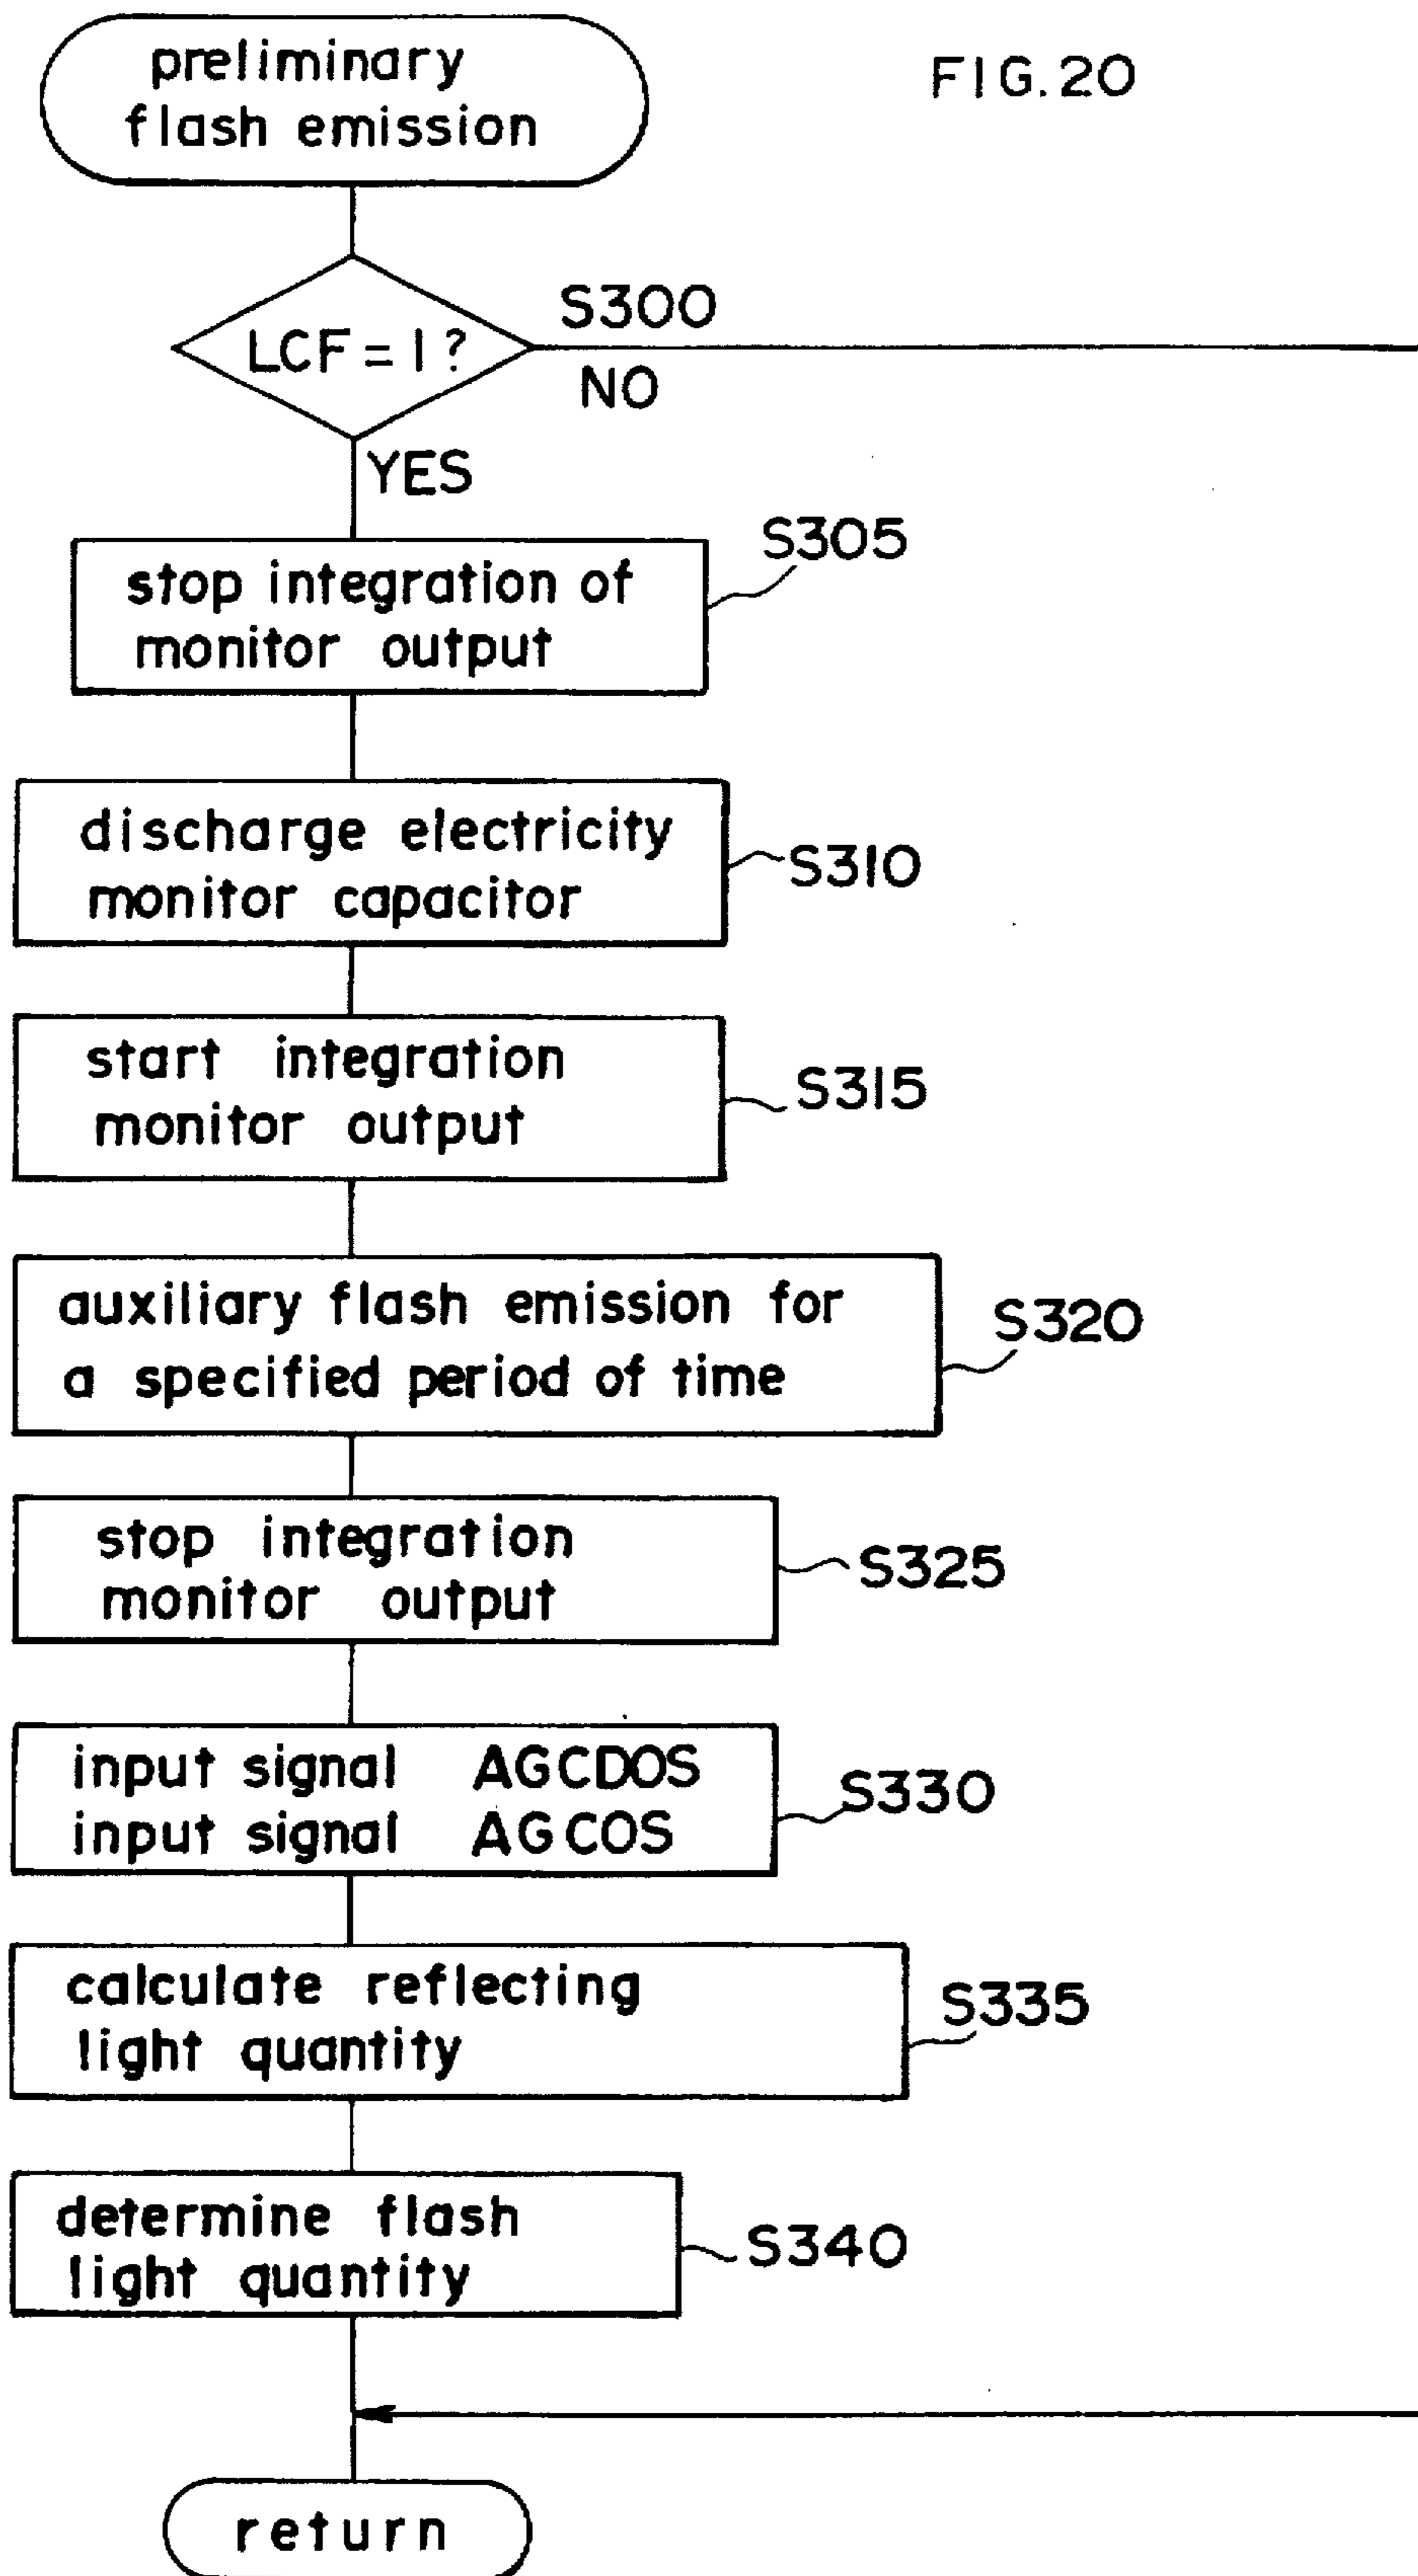 preliminary
flash emission
FIG.20
S300
LCF=1?
NO
YES
S305
stop integration of
monitor output
discharge electricity
monitor capacitor
S310
start integration
monitor output
S315
auxiliary flash emission for
a specified period of time
S320
stop integration
monitor output
S325
input signal AGCDOS
input signal AGCOS
S330
calculate reflecting
light quantity
S335
determine flash
light quantity
S340
return